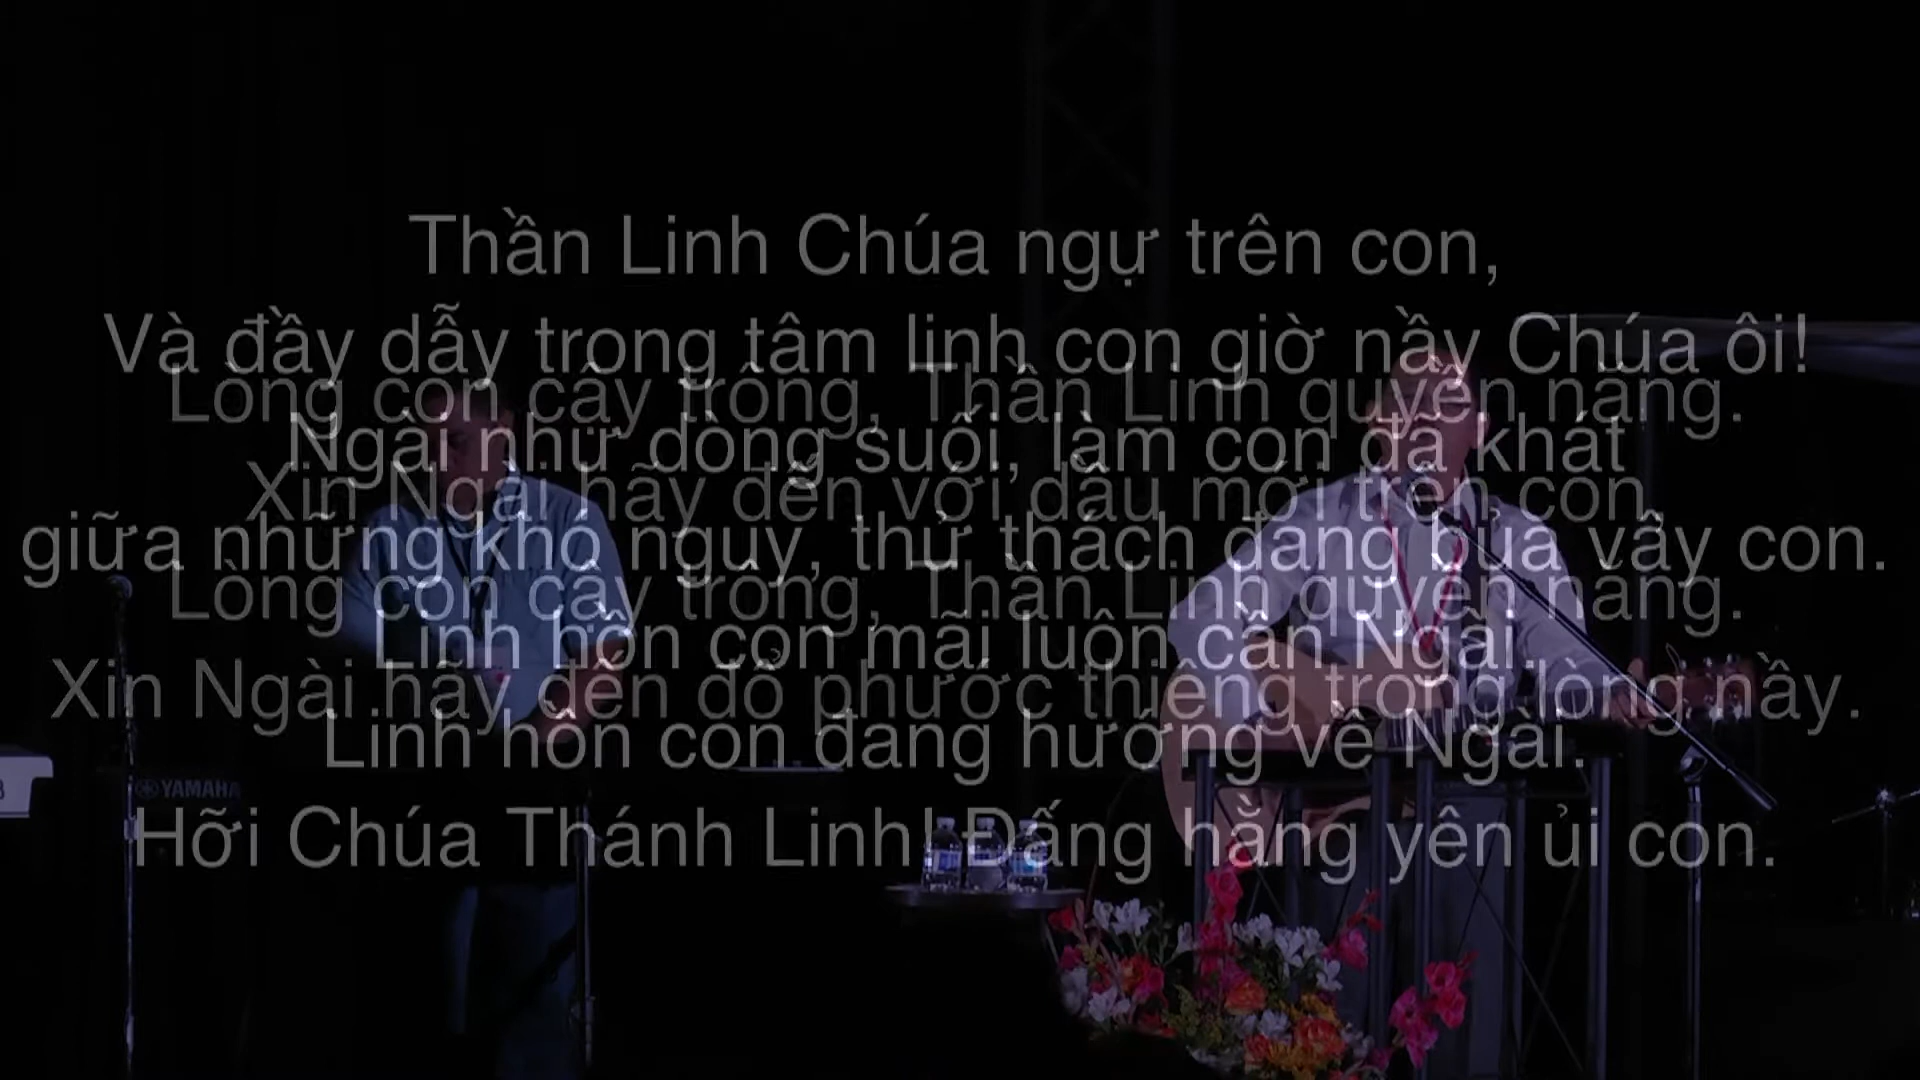 Thần Linh Chúa ngự trên con,
Và đầy dẫy trong tâm linh con giờ nầy Chúa ôi!
Lòng con cậy trông, Thần Linh quyền năng.
Ngài như dòng suối, làm con đã khát
Xin Ngài hãy đến với dầu mới trên con.
giữa những khó nguy, thử thách đang bủa vây con.
Lòng con cậy trông, Thần Linh quyền năng.
Linh hồn con mãi luôn cần Ngài.
Xin Ngài hãy đến đổ phước thiêng trong lòng nầy.
Linh hồn con đang hướng về Ngài.
YAMAHA
Hỡi Chúa Thánh Linh! Đấng hằng yên ủi con.